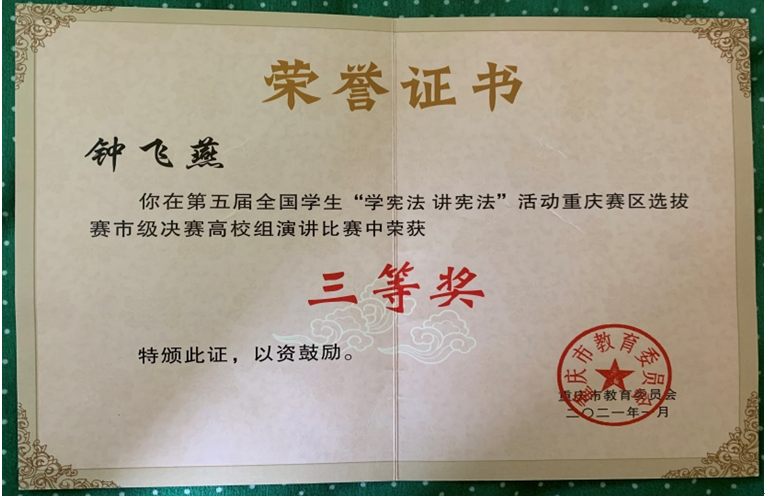 荣誉证书
钟飞燕
你在第五届全国学生“学宪法 讲宪法”活动重庆赛区选拔
赛市级决赛高校组演讲比赛中荣获
三等奖
特颁此证，以资鼓励。
重庆市教育委员会
重庆市教育委员会
二〇二一年一月